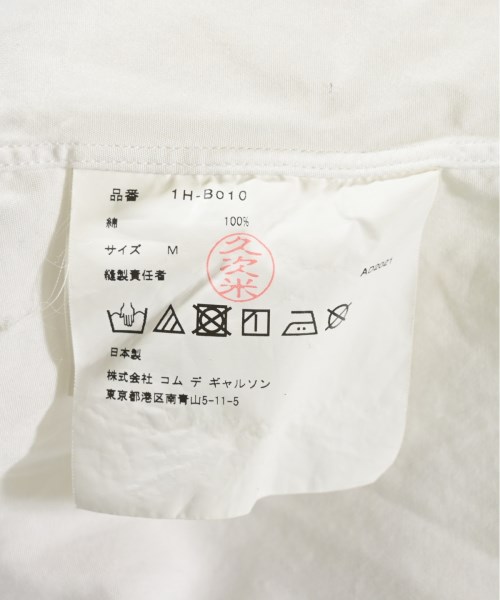 品番 1H-B010
綿 100%
サイズ M
縫製責任者
久次米
AD2021
日本製
株式会社 コム デ ギャルソン
東京都港区南青山5-11-5